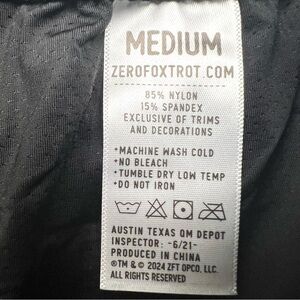 MEDIUM
ZEROFOXTROT.COM
85% NYLON
15% SPANDEX
EXCLUSIVE OF TRIMS
AND DECORATIONS
•MACHINE WASH COLD
•NO BLEACH
•TUMBLE DRY LOW TEMP
•DO NOT IRON
AUSTIN TEXAS QM DEPOT
INSPECTOR: -6/21-
PRODUCED IN CHINA
®TM & © 2024 ZFT OPCO, LLC.
ALL RIGHTS RESERVED